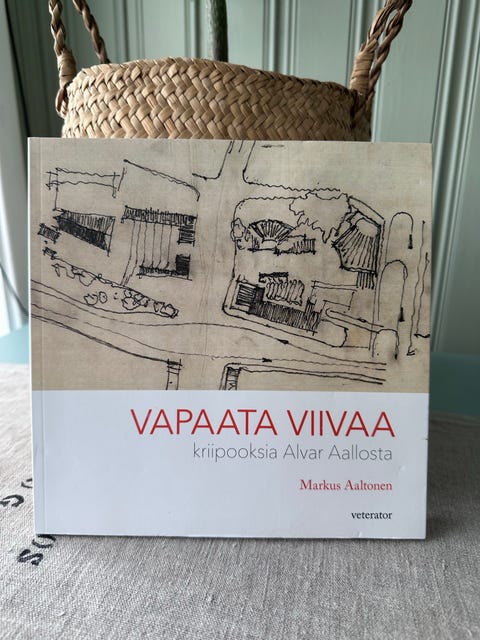 VAPAATA VIIVAA
kriipooksia Alvar Aallosta
Markus Aaltonen
veterator